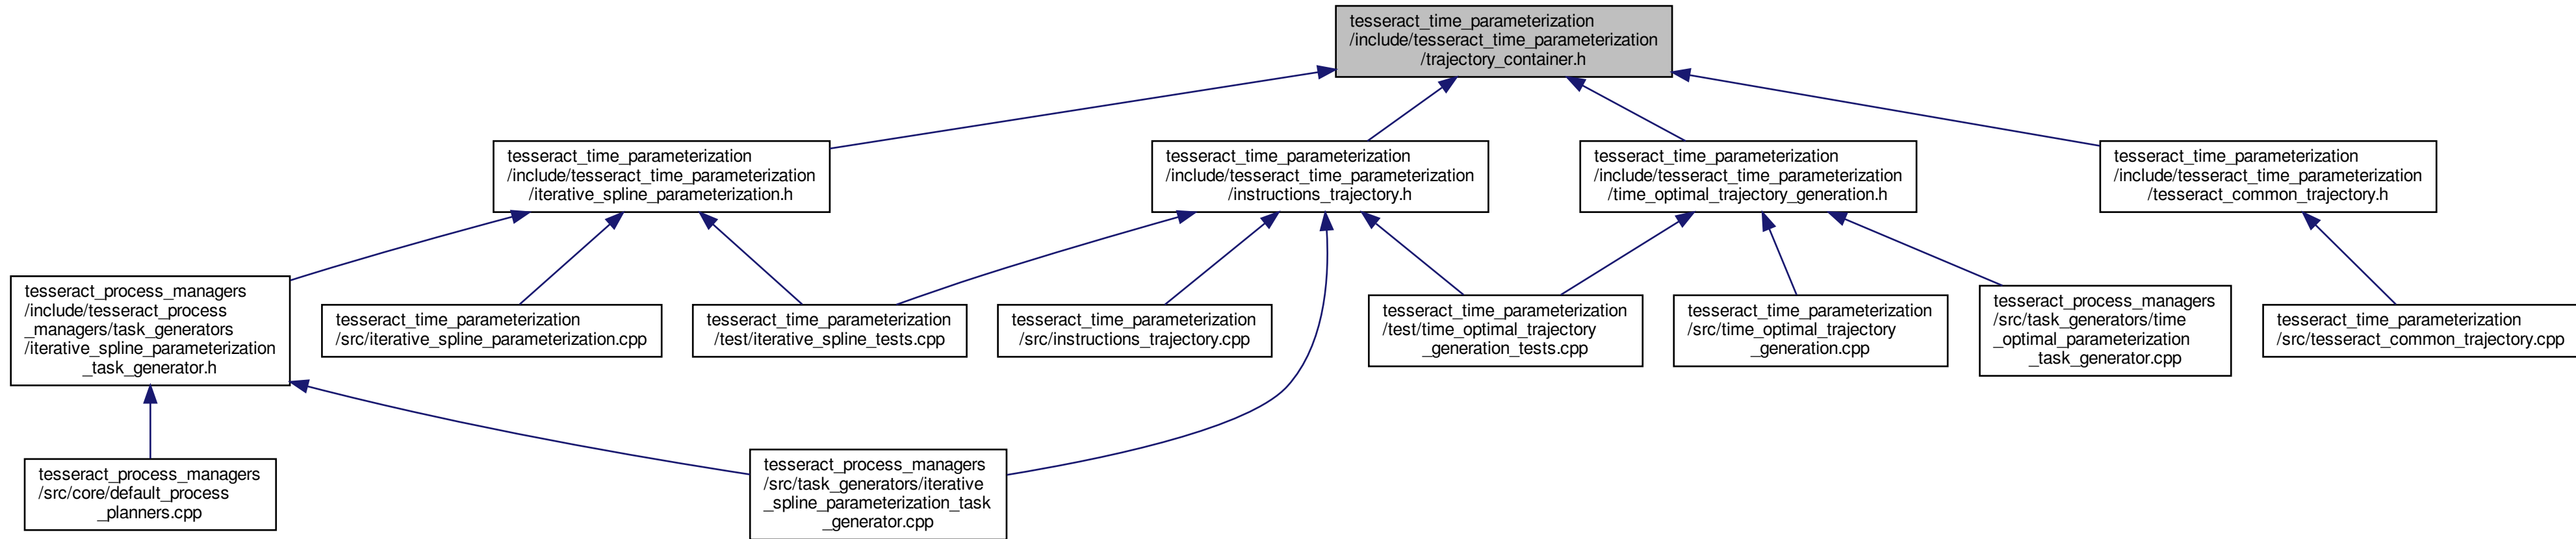 tesseract_time_parameterization
/include/tesseract_time_parameterization
/trajectory_container.h
tesseract_time_parameterization
/include/tesseract_time_parameterization
/iterative_spline_parameterization.h
tesseract_time_parameterization
/include/tesseract_time_parameterization
/instructions_trajectory.h
tesseract_time_parameterization
/include/tesseract_time_parameterization
/time_optimal_trajectory_generation.h
tesseract_time_parameterization
/include/tesseract_time_parameterization
/tesseract_common_trajectory.h
tesseract_process_managers
/include/tesseract_process
_managers/task_generators
/iterative_spline_parameterization
_task_generator.h
tesseract_time_parameterization
/src/iterative_spline_parameterization.cpp
tesseract_time_parameterization
/test/iterative_spline_tests.cpp
tesseract_time_parameterization
/src/instructions_trajectory.cpp
tesseract_time_parameterization
/test/time_optimal_trajectory
_generation_tests.cpp
tesseract_time_parameterization
/src/time_optimal_trajectory
_generation.cpp
tesseract_process_managers
/src/task_generators/time
_optimal_parameterization
_task_generator.cpp
tesseract_time_parameterization
/src/tesseract_common_trajectory.cpp
tesseract_process_managers
/src/core/default_process
_planners.cpp
tesseract_process_managers
/src/task_generators/iterative
_spline_parameterization_task
_generator.cpp